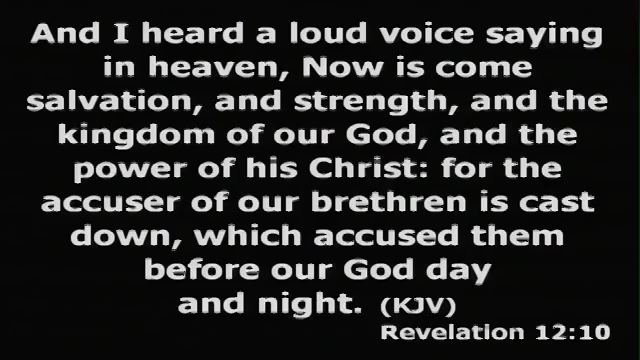 And I heard a loud voice saying
in heaven, Now is come
salvation, and strength, and the
kingdom of our God, and the
power of his Christ: for the
accuser of our brethren is cast
down, which accused them
before our God day
and night. (KJV)
Revelation 12:10